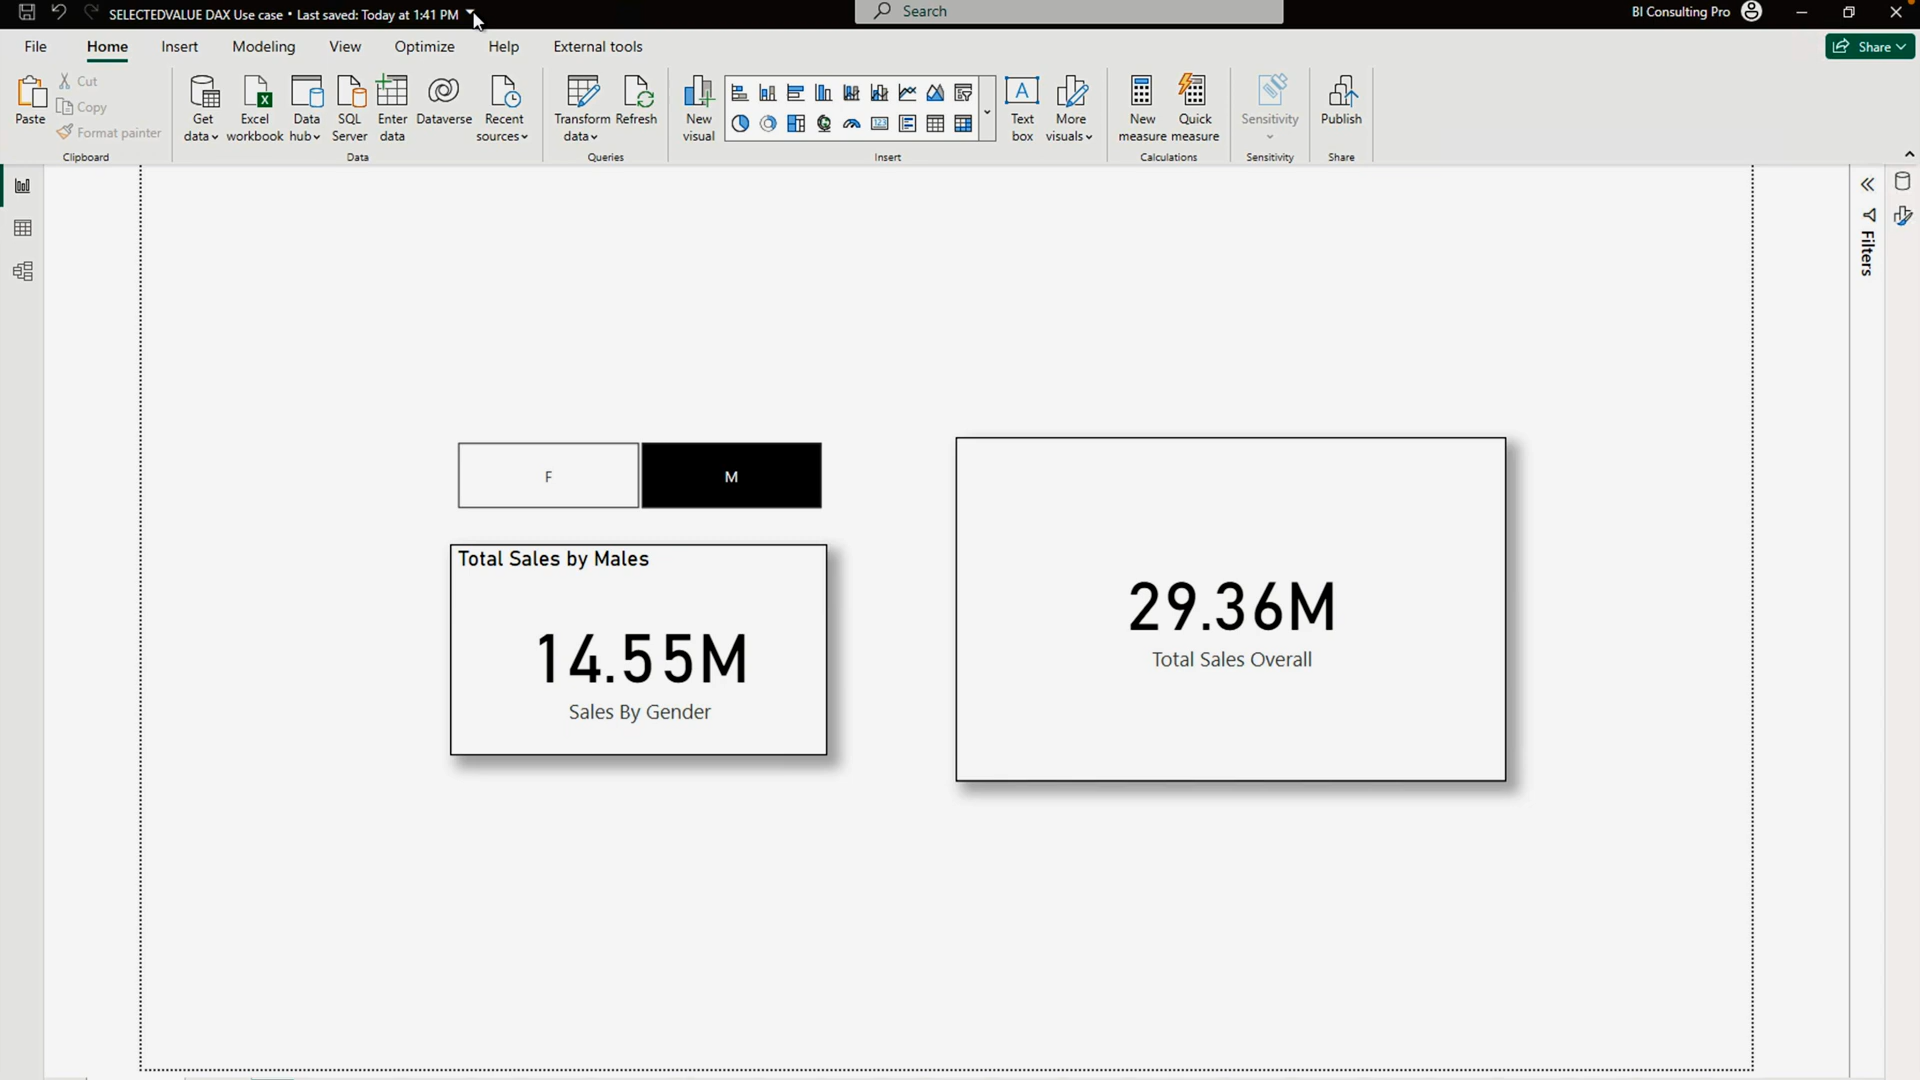 SELECTEDVALUE DAX Use case • Last saved: Today at 1:41 PM
Search
BI Consulting Pro
File Home Insert Modeling View Optimize Help External tools
Share
Paste
Cut
Copy
Format painter
Clipboard
Get data
Excel workbook
Data hub
SQL Server
Enter data
Dataverse
Recent sources
Data
Transform data
Refresh
Queries
New visual
Text box
More visuals
Insert
New measure
Quick measure
Calculations
Sensitivity
Sensitivity
Publish
Share
Filters
F
M
Total Sales by Males
14.55M
Sales By Gender
29.36M
Total Sales Overall